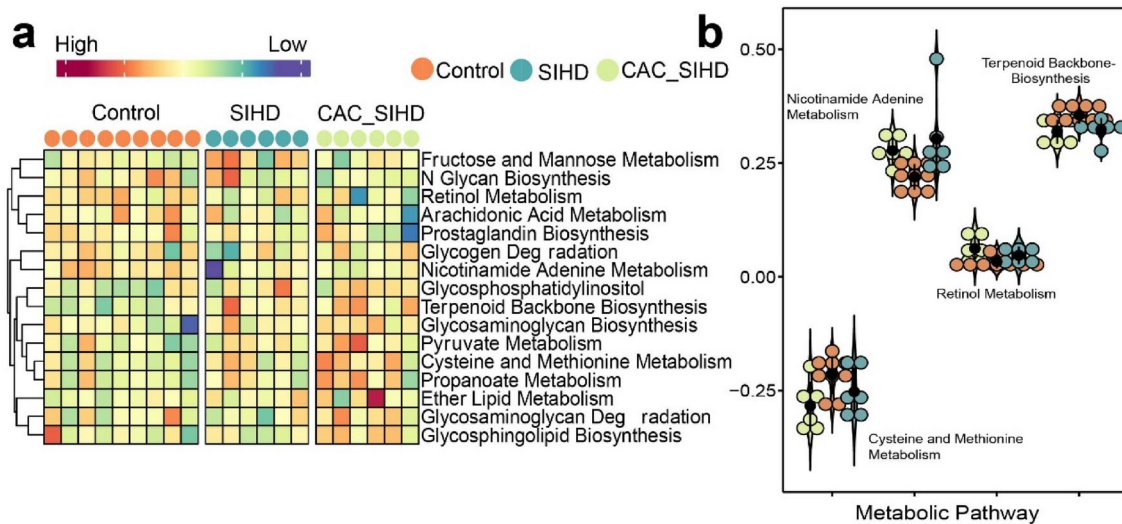 a
High Low
Control SIHD CAC_SIHD
Control SIHD CAC_SIHD
Fructose and Mannose Metabolism
N Glycan Biosynthesis
Retinol Metabolism
Arachidonic Acid Metabolism
Prostaglandin Biosynthesis
Glycogen Deg radation
Nicotinamide Adenine Metabolism
Glycosphosphatidylinositol
Terpenoid Backbone Biosynthesis
Glycosaminoglycan Biosynthesis
Pyruvate Metabolism
Cysteine and Methionine Metabolism
Propanoate Metabolism
Ether Lipid Metabolism
Glycosaminoglycan Deg radation
Glycosphingolipid Biosynthesis
b
0.50
0.25
0.00
−0.25
Terpenoid Backbone-
Biosynthesis
Nicotinamide Adenine
Metabolism
Retinol Metabolism
Cysteine and Methionine
Metabolism
Metabolic Pathway